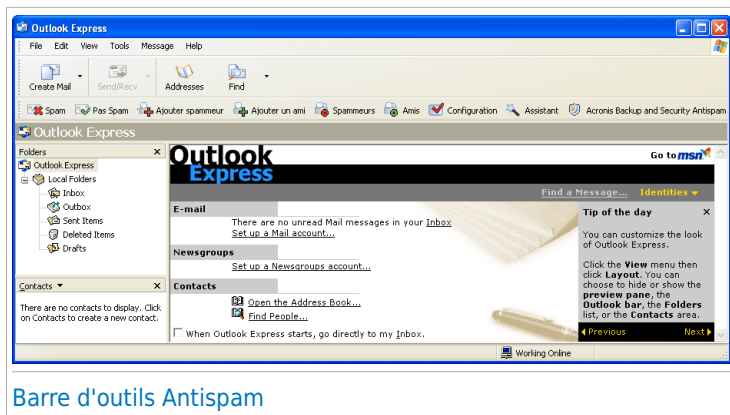 Outlook Express
File Edit View Tools Message Help
Create Mail Send/Recv Addresses Find
Spam Pas Spam Ajouter spammeur Ajouter un ami Spammeurs Amis Configuration Assistant Acronis Backup and Security Antispam
Outlook Express
Folders
Outlook Express
Local Folders
Inbox
Outbox
Sent Items
Deleted Items
Drafts
Contacts
There are no contacts to display. Click
on Contacts to create a new contact.
Outlook
Express
Go to msn
Find a Message... Identities
E-mail
There are no unread Mail messages in your Inbox
Set up a Mail account...
Newsgroups
Set up a Newsgroups account...
Contacts
Open the Address Book...
Find People...
When Outlook Express starts, go directly to my Inbox.
Tip of the day
You can customize the look
of Outlook Express.
Click the View menu then
click Layout. You can
choose to hide or show the
preview pane, the
Outlook bar, the Folders
list, or the Contacts area.
Previous Next
Working Online
Barre d'outils Antispam